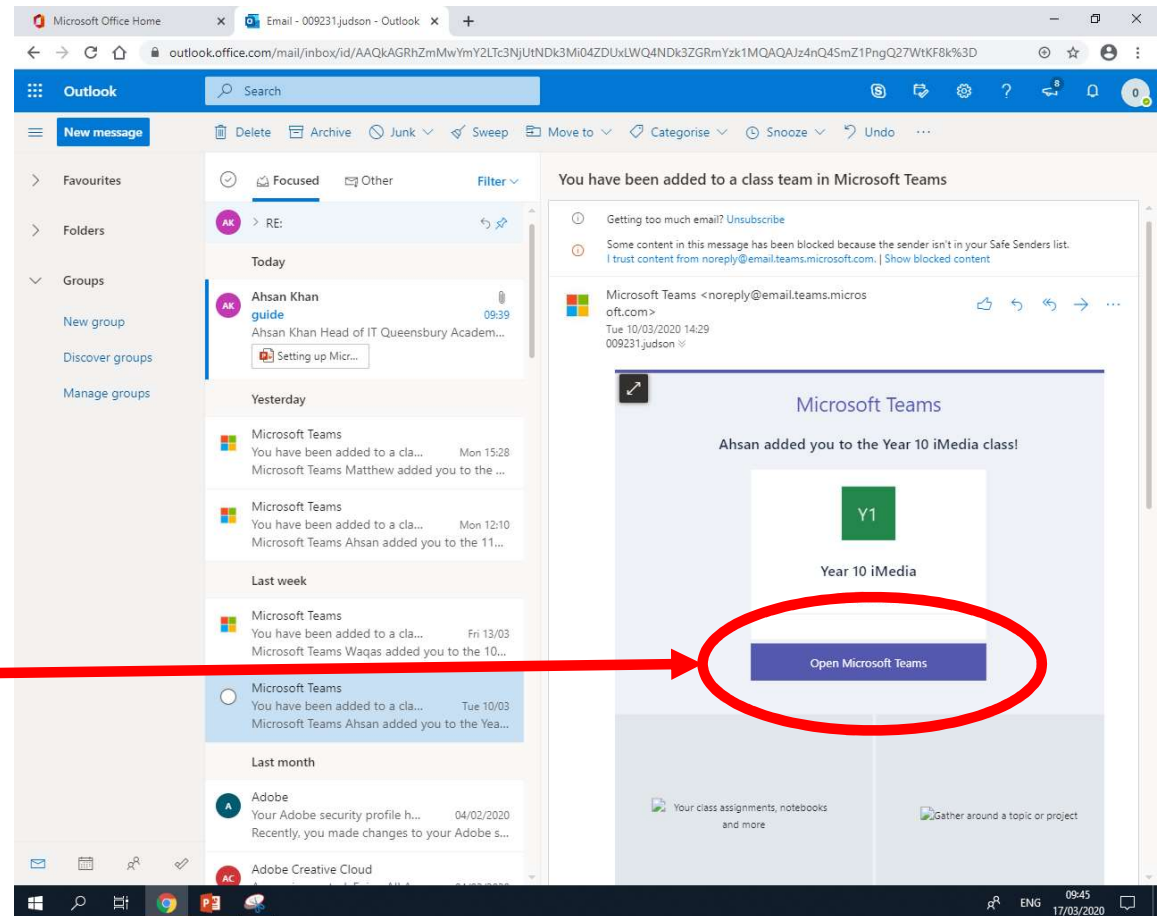 Microsoft Office Home
Email - 009231.judson - Outlook
outlook.office.com/mail/inbox/id/AAQkAGRhZmMwYmY2LTc3NjUtNDk3Mi04ZDUxLWQ4NDk3ZGRmYzk1MQAQAJz4nQ4SmZ1PngQ27WtKF8k%3D
Outlook
Search
8
0
New message
Delete Archive Junk Sweep Move to Categorise Snooze Undo ...
Favourites
Folders
Groups
New group
Discover groups
Manage groups
Focused Other Filter
AK RE:
Today
AK Ahsan Khan
guide 09:39
Ahsan Khan Head of IT Queensbury Academ...
Setting up Micr...
Yesterday
Microsoft Teams
You have been added to a cla... Mon 15:28
Microsoft Teams Matthew added you to the ...
Microsoft Teams
You have been added to a cla... Mon 12:10
Microsoft Teams Ahsan added you to the 11...
Last week
Microsoft Teams
You have been added to a cla... Fri 13/03
Microsoft Teams Waqas added you to the 10...
Microsoft Teams
You have been added to a cla... Tue 10/03
Microsoft Teams Ahsan added you to the Yea...
Last month
A Adobe
Your Adobe security profile h... 04/02/2020
Recently, you made changes to your Adobe s...
AC Adobe Creative Cloud
You have been added to a class team in Microsoft Teams
Getting too much email? Unsubscribe
Some content in this message has been blocked because the sender isn't in your Safe Senders list.
I trust content from noreply@email.teams.microsoft.com. | Show blocked content
Microsoft Teams <noreply@email.teams.micros
oft.com>
Tue 10/03/2020 14:29
009231.judson
Microsoft Teams
Ahsan added you to the Year 10 iMedia class!
Y1
Year 10 iMedia
Open Microsoft Teams
Your class assignments, notebooks
and more
Gather around a topic or project
ENG
09:45
17/03/2020